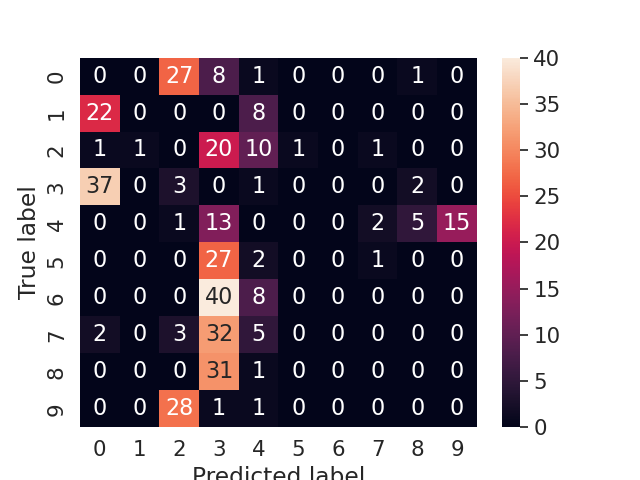 0 0 0 27 8 1 0 0 0 1 0 40
1 22 0 0 0 8 0 0 0 0 0 35
2 1 1 0 20 10 1 0 1 0 0 30
3 37 0 3 0 1 0 0 0 2 0 25
4 0 0 1 13 0 0 0 2 5 15 20
5 0 0 0 27 2 0 0 1 0 0 15
6 0 0 0 40 8 0 0 0 0 0 10
7 2 0 3 32 5 0 0 0 0 0 5
8 0 0 0 31 1 0 0 0 0 0
9 0 0 28 1 1 0 0 0 0 0 0
True label
0 1 2 3 4 5 6 7 8 9
Predicted label